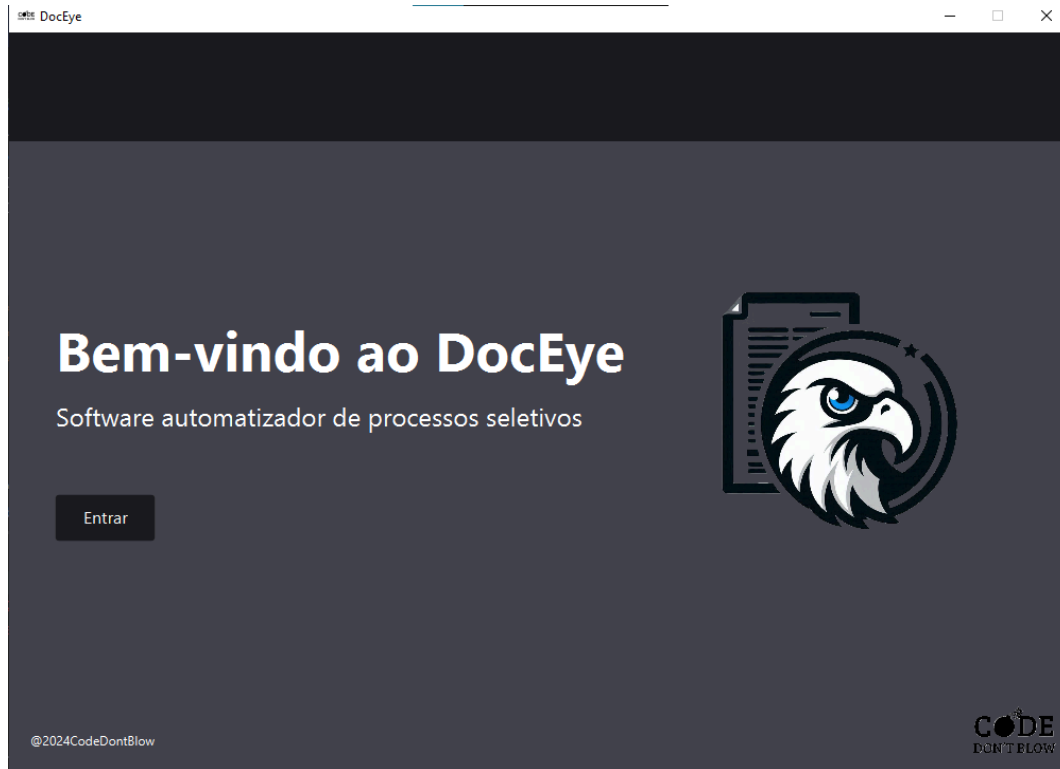 DocEye
Bem-vindo ao DocEye
Software automatizador de processos seletivos
Entrar
@2024CodeDontBlow
CODE
DON'T BLOW